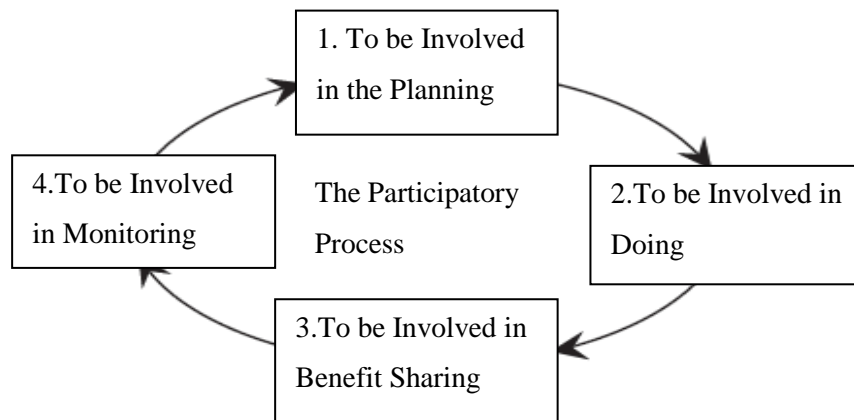 1. To be Involved
in the Planning
4.To be Involved
in Monitoring
The Participatory
Process
2.To be Involved in
Doing
3.To be Involved in
Benefit Sharing